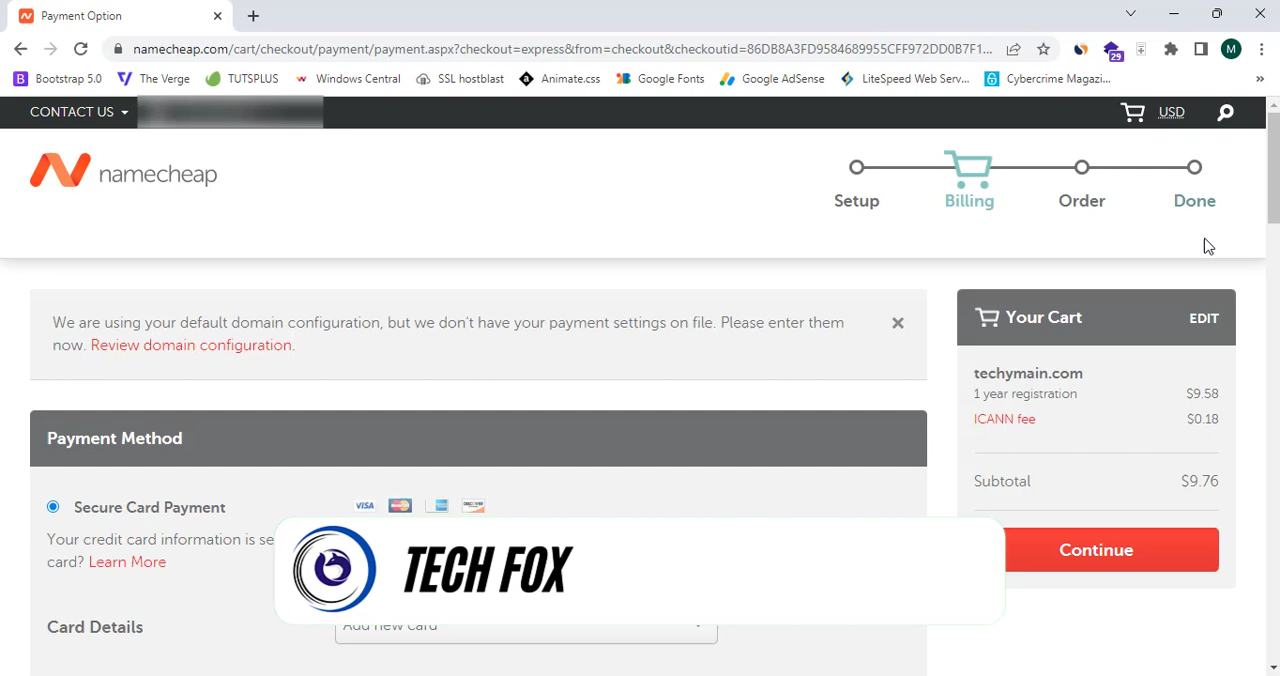 Payment Option
namecheap.com/cart/checkout/payment/payment.aspx?checkout=express&from=checkout&checkoutid=86DB8A3FD9584689955CFF972DD0B7F1...
M
29
Bootstrap 5.0
The Verge
TUTSPLUS
Windows Central
SSL hostblast
Animate.css
Google Fonts
Google AdSense
LiteSpeed Web Serv...
Cybercrime Magazi...
»
CONTACT US
USD
namecheap
Setup
Billing
Order
Done
We are using your default domain configuration, but we don't have your payment settings on file. Please enter them
now. Review domain configuration.
Your Cart
EDIT
techymain.com
1 year registration $9.58
ICANN fee $0.18
Subtotal $9.76
Continue
Payment Method
Secure Card Payment
VISA
Your credit card information is se
card? Learn More
TECH FOX
Card Details
Add new card